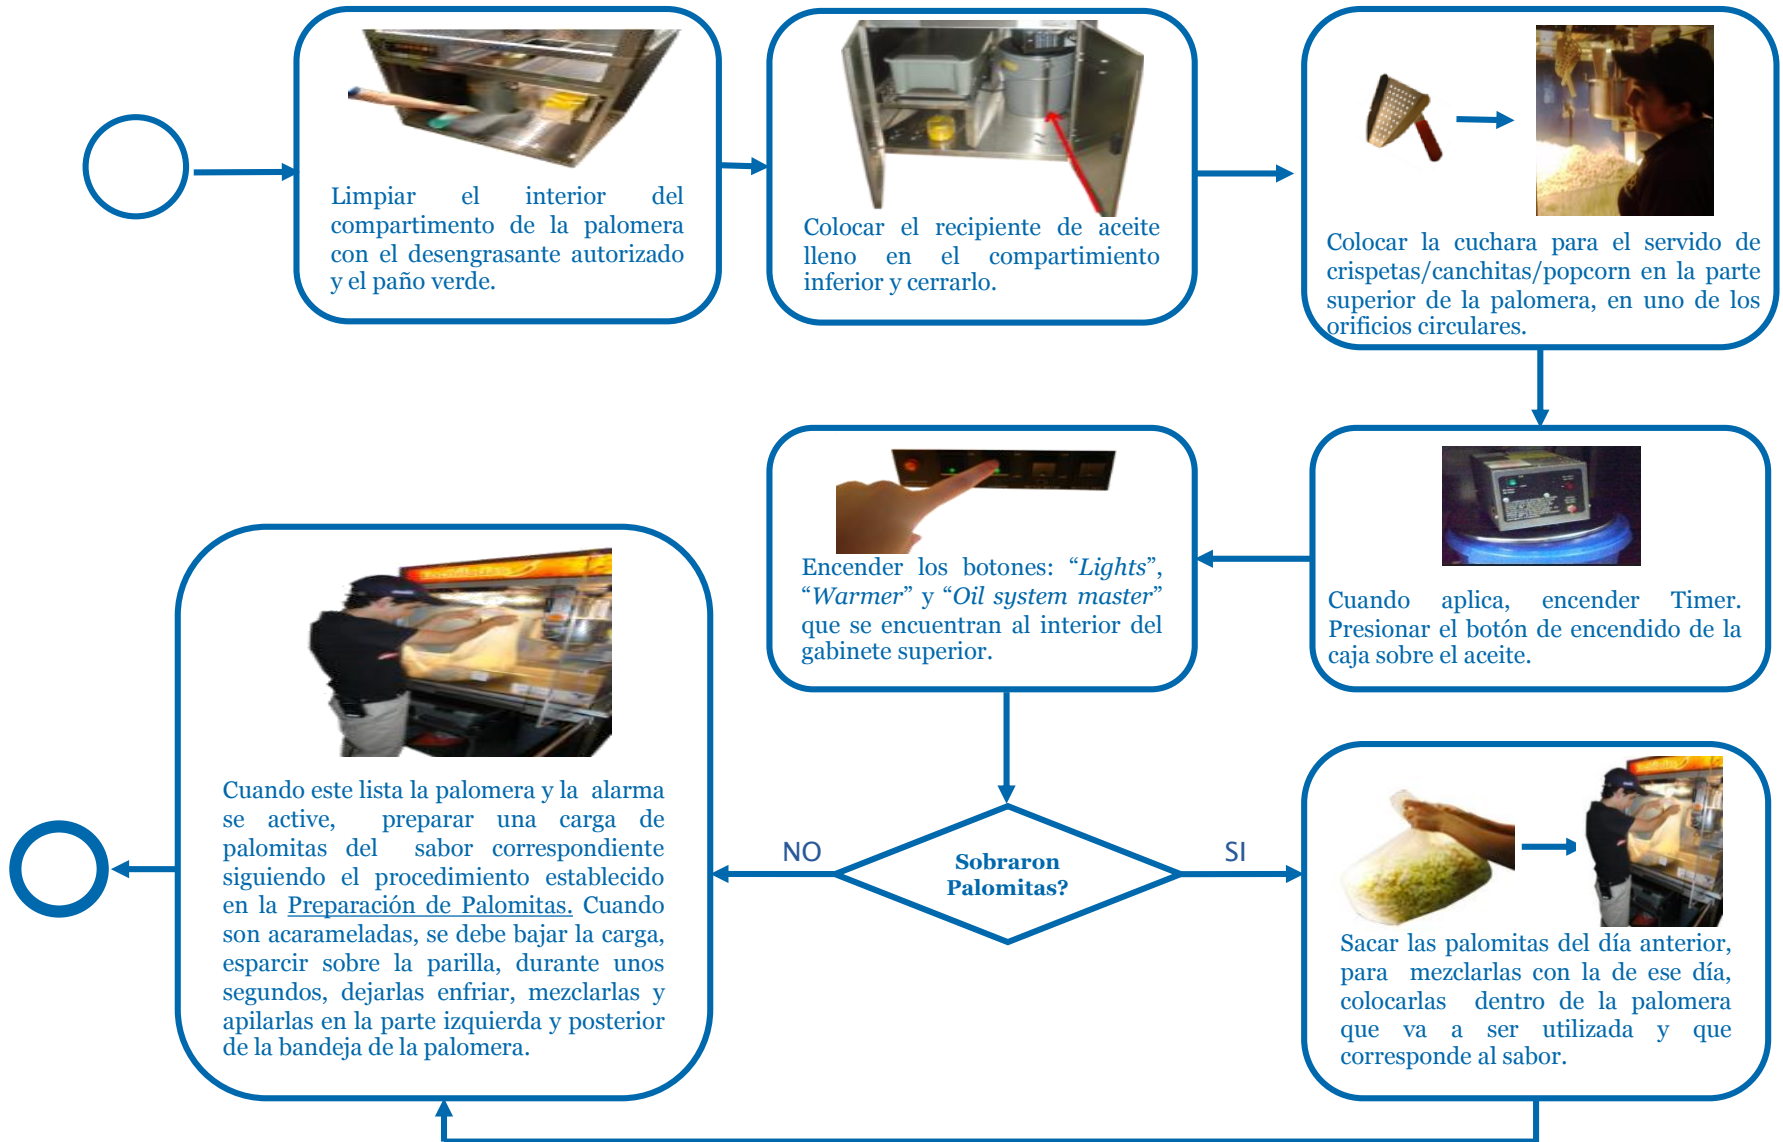 Limpiar el interior del
compartimento de la palomera
con el desengrasante autorizado
y el paño verde.
Colocar el recipiente de aceite
lleno en el compartimiento
inferior y cerrarlo.
Colocar la cuchara para el servido de
crispetas/canchitas/popcorn en la parte
superior de la palomera, en uno de los
orificios circulares.
Cuando aplica, encender Timer.
Presionar el botón de encendido de la
caja sobre el aceite.
Encender los botones: “Lights”,
“Warmer” y “Oil system master”
que se encuentran al interior del
gabinete superior.
Sobraron
Palomitas?
NO
SI
Sacar las palomitas del día anterior,
para mezclarlas con la de ese día,
colocarlas dentro de la palomera
que va a ser utilizada y que
corresponde al sabor.
Cuando este lista la palomera y la alarma
se active, preparar una carga de
palomitas del sabor correspondiente
siguiendo el procedimiento establecido
en la Preparación de Palomitas. Cuando
son acarameladas, se debe bajar la carga,
esparcir sobre la parilla, durante unos
segundos, dejarlas enfriar, mezclarlas y
apilarlas en la parte izquierda y posterior
de la bandeja de la palomera.